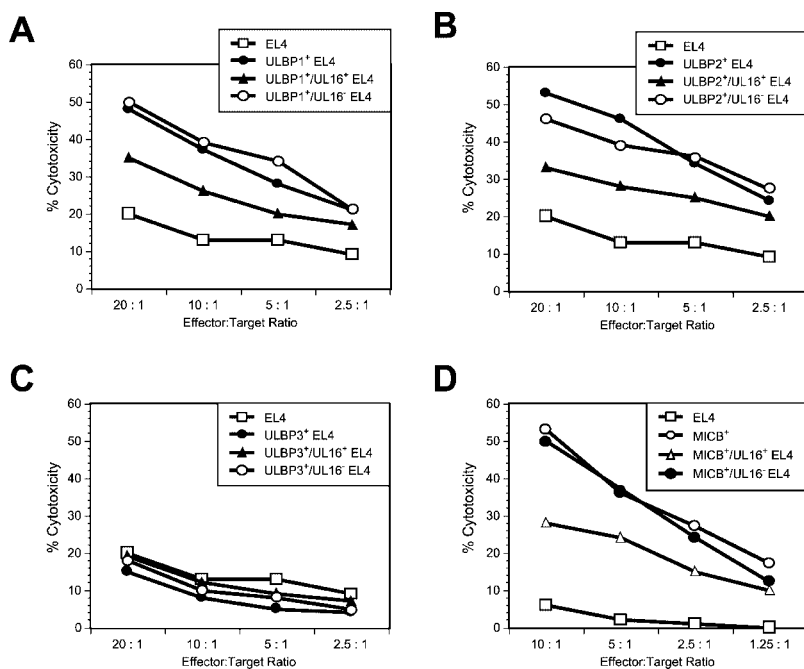 A
EL4
ULBP1⁺ EL4
ULBP1⁺/UL16⁺ EL4
ULBP1⁺/UL16⁻ EL4
60
50
40
30
20
10
0
% Cytotoxicity
20 : 1 10 : 1 5 : 1 2.5 : 1
Effector:Target Ratio
B
EL4
ULBP2⁺ EL4
ULBP2⁺/UL16⁺ EL4
ULBP2⁺/UL16⁻ EL4
60
50
40
30
20
10
0
% Cytotoxicity
20 : 1 10 : 1 5 : 1 2.5 : 1
Effector:Target Ratio
C
EL4
ULBP3⁺ EL4
ULBP3⁺/UL16⁺ EL4
ULBP3⁺/UL16⁻ EL4
60
50
40
30
20
10
0
% Cytotoxicity
20 : 1 10 : 1 5 : 1 2.5 : 1
Effector:Target Ratio
D
EL4
MICB⁺
MICB⁺/UL16⁺ EL4
MICB⁺/UL16⁻ EL4
60
50
40
30
20
10
0
% Cytotoxicity
10 : 1 5 : 1 2.5 : 1 1.25 : 1
Effector:Target Ratio